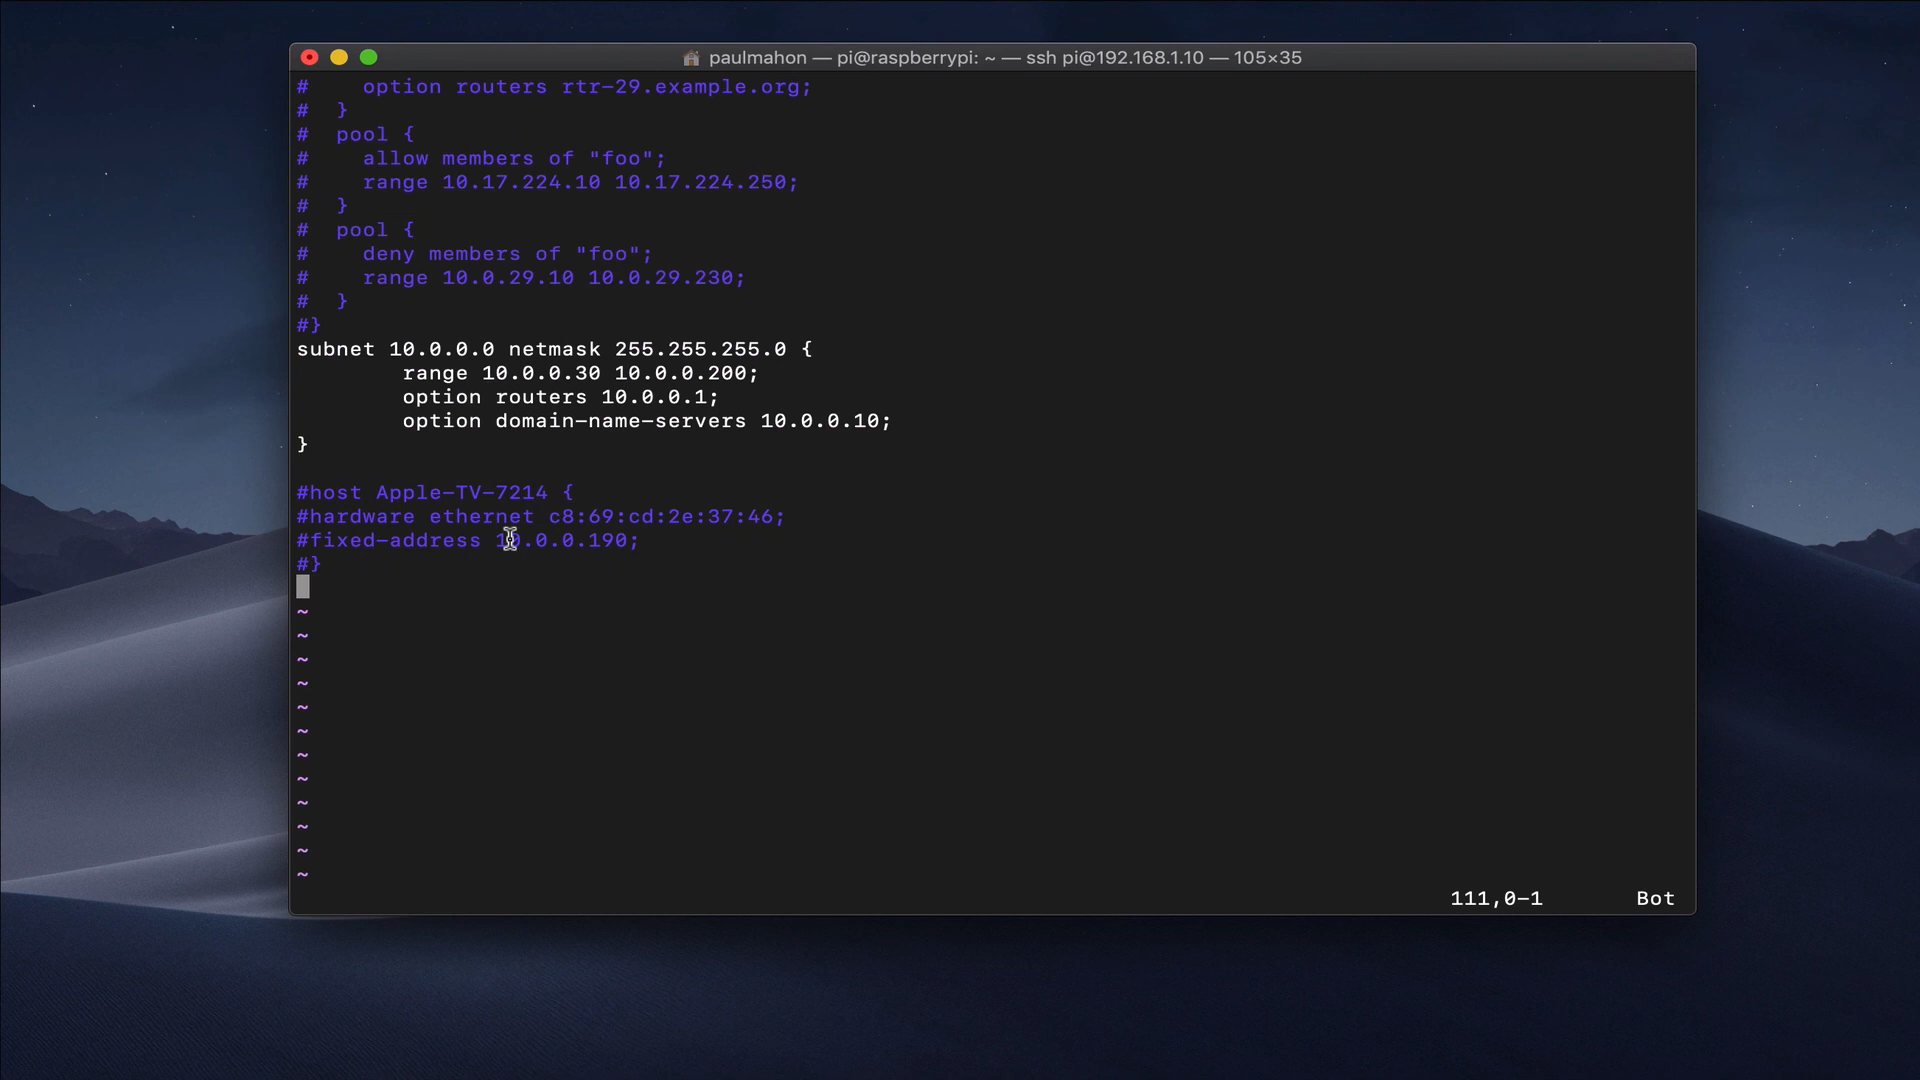 paulmahon — pi@raspberrypi: ~ — ssh pi@192.168.1.10 — 105×35
#    option routers rtr-29.example.org;
#  }
#  pool {
#    allow members of "foo";
#    range 10.17.224.10 10.17.224.250;
#  }
#  pool {
#    deny members of "foo";
#    range 10.0.29.10 10.0.29.230;
#  }
#}
subnet 10.0.0.0 netmask 255.255.255.0 {
        range 10.0.0.30 10.0.0.200;
        option routers 10.0.0.1;
        option domain-name-servers 10.0.0.10;
}

#host Apple-TV-7214 {
#hardware ethernet c8:69:cd:2e:37:46;
#fixed-address 10.0.0.190;
#}

~
~
~
~
~
~
~
~
~
~
~
~
111,0-1 Bot